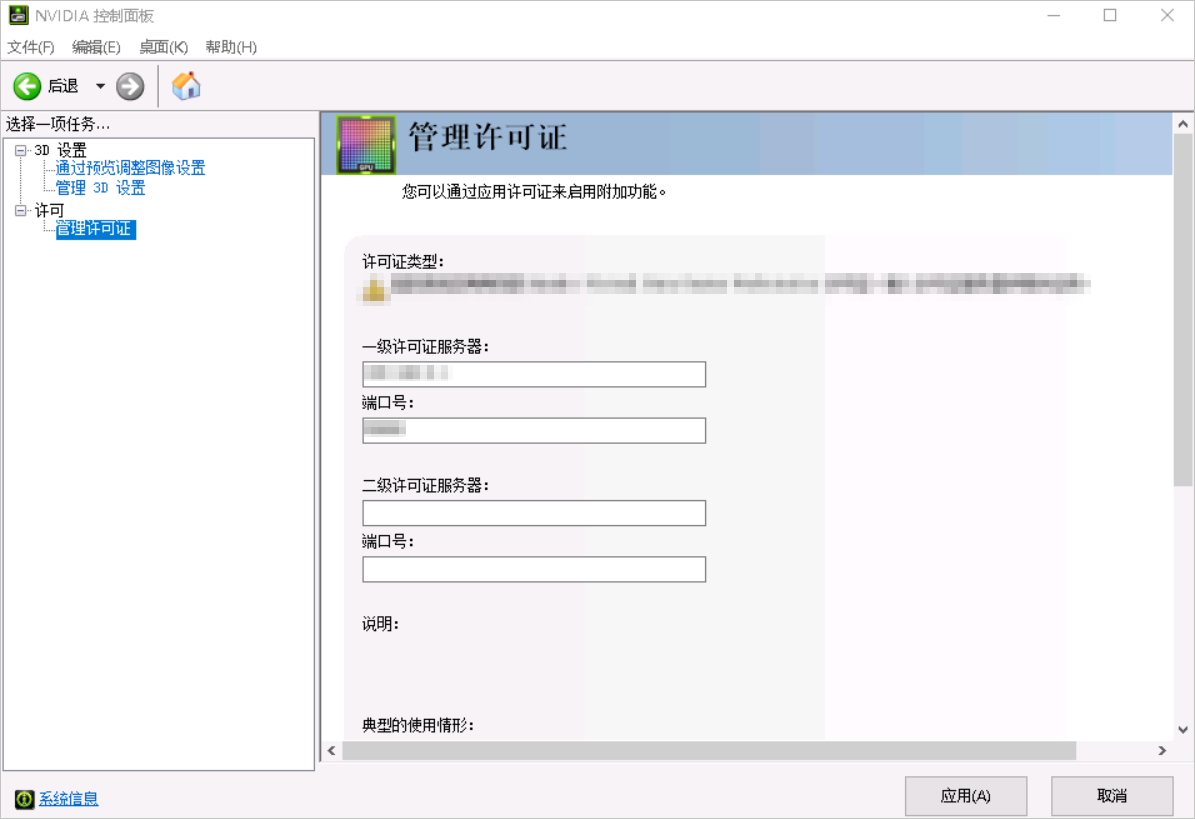 NVIDIA 控制面板
文件(F) 编辑(E) 桌面(K) 帮助(H)
后退
选择一项任务...
3D 设置
通过预览调整图像设置
管理 3D 设置
许可
管理许可证
系统信息
管理许可证
GPU
您可以通过应用许可证来启用附加功能。
许可证类型:
一级许可证服务器:
端口号:
二级许可证服务器:
端口号:
说明:
典型的使用情形:
应用(A) 取消